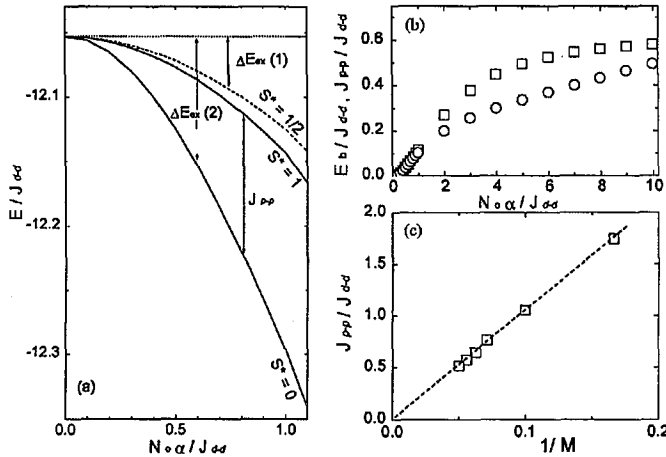 -12.1
-12.2
-12.3
0.0
0.5
1.0
E / J d-d
N₀ α / J d-d
(a)
ΔE ex (1)
ΔE ex (2)
S* = 1/2
S* = 1
J p-p
S* = 0
(b)
0.6
0.4
0.2
0.0
0 2 4 6 8 10
E b / J d-d , J p-p / J d-d
N₀ α / J d-d
(c)
2.0
1.5
1.0
0.5
0.0
0.0 0.1 0.2
J p-p / J d-d
1/ M